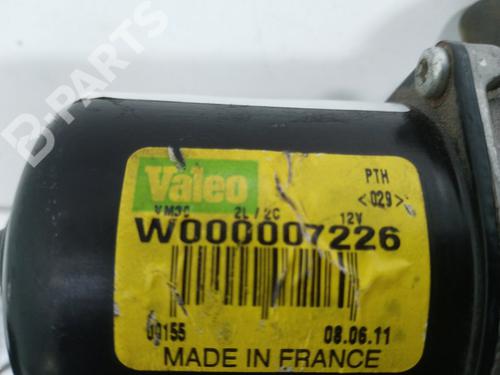 B-PARTS
Valeo
PTH
<029>
VM3C 2L / 2C 12V
W000007226
09155 08.06.11
MADE IN FRANCE